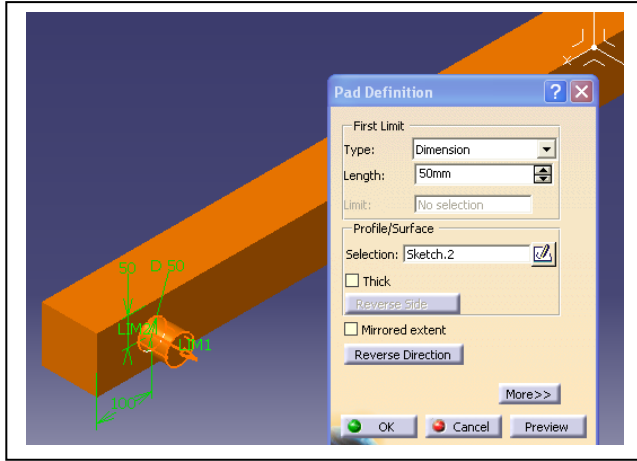 Pad Definition
First Limit
Type: Dimension
Length: 50mm
Limit: No selection
Profile/Surface
Selection: Sketch.2
Thick
Reverse Side
Mirrored extent
Reverse Direction
More>>
OK Cancel Preview
x
50 D 50
LIM1
100